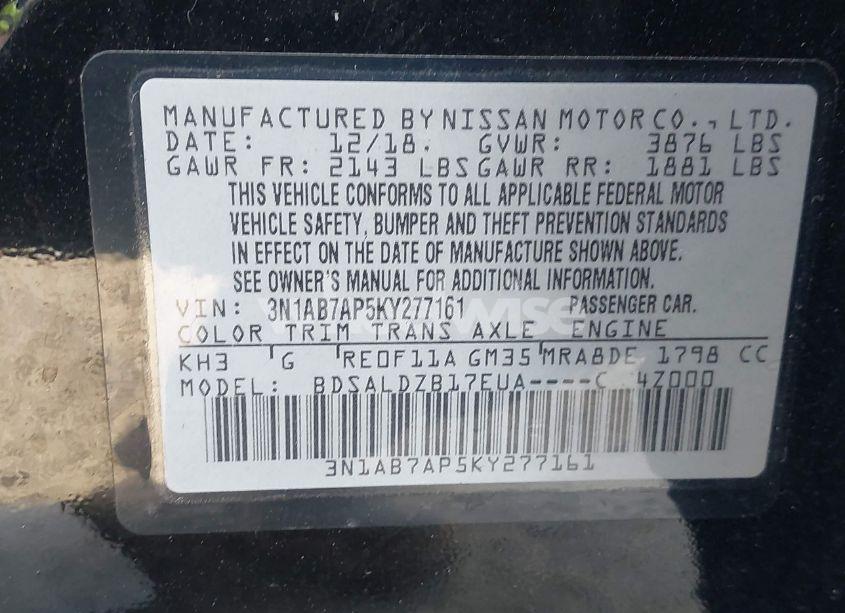 MANUFACTURED BY NISSAN MOTOR CO., LTD.
DATE: 12/18. GVWR: 3876 LBS
GAWR FR: 2143 LBS GAWR RR: 1881 LBS
THIS VEHICLE CONFORMS TO ALL APPLICABLE FEDERAL MOTOR
VEHICLE SAFETY, BUMPER AND THEFT PREVENTION STANDARDS
IN EFFECT ON THE DATE OF MANUFACTURE SHOWN ABOVE.
SEE OWNER'S MANUAL FOR ADDITIONAL INFORMATION.
VIN: 3N1AB7AP5KY277161 PASSENGER CAR.
COLOR TRIM TRANS AXLE ENGINE
KH3 G RE0F11A GM35 MRA8DE 1798 CC
MODEL: BDSALDZB17EUA----C 4Z000
3N1AB7AP5KY277161